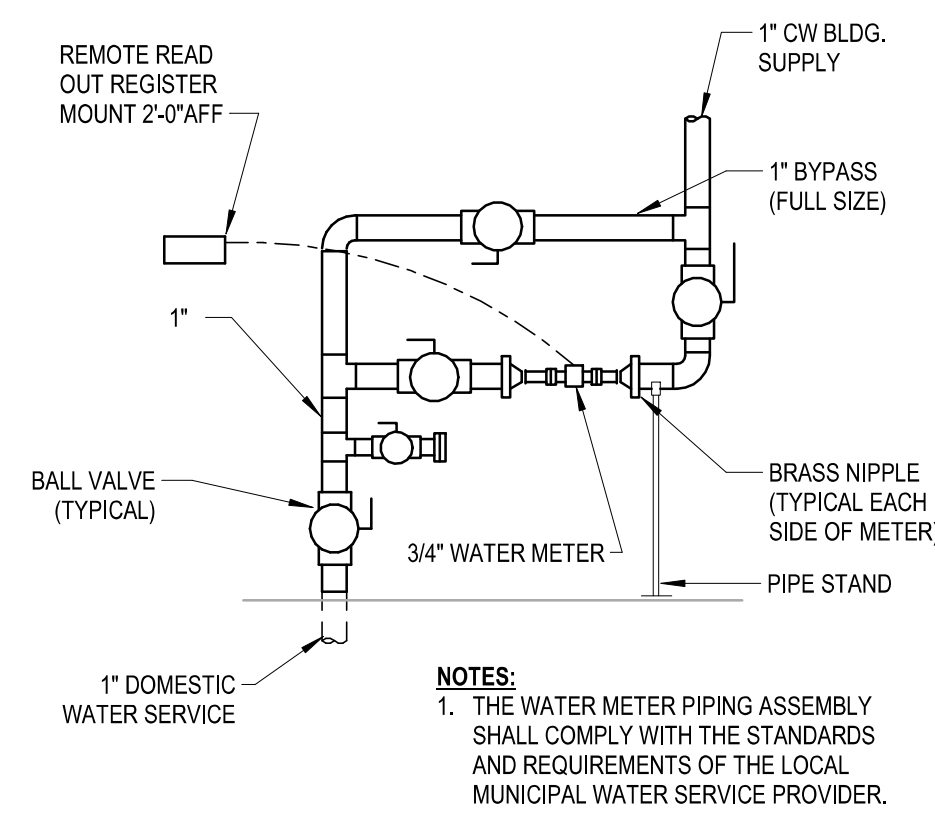 REMOTE READ
OUT REGISTER
MOUNT 2'-0"AFF
1" CW BLDG.
SUPPLY
1" BYPASS
(FULL SIZE)
1"
BALL VALVE
(TYPICAL)
3/4" WATER METER
BRASS NIPPLE
(TYPICAL EACH
SIDE OF METER)
PIPE STAND
1" DOMESTIC
WATER SERVICE
NOTES:
1. THE WATER METER PIPING ASSEMBLY
SHALL COMPLY WITH THE STANDARDS
AND REQUIREMENTS OF THE LOCAL
MUNICIPAL WATER SERVICE PROVIDER.